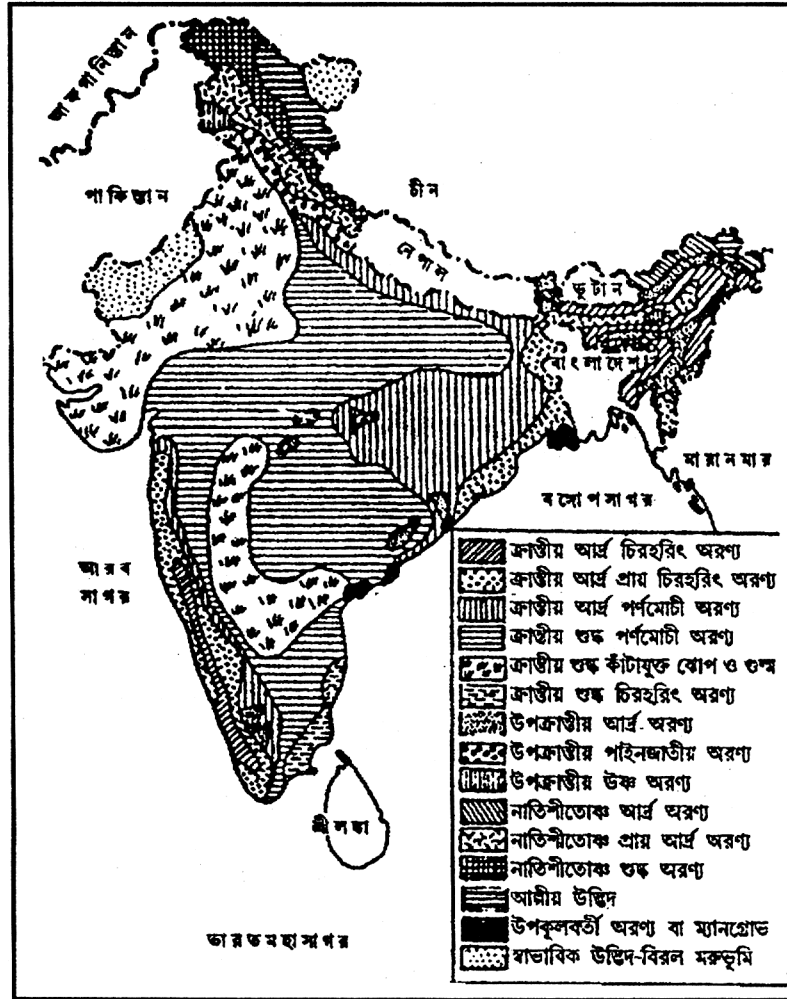 আফগানিস্তান
পাকিস্তান
চীন
নেপাল
ভূটান
বাংলাদেশ
মায়ানমার
বঙ্গোপসাগর
আরব
সাগর
শ্রীলঙ্কা
ভারতমহাসাগর
ক্রান্তীয় আর্দ্র চিরহরিৎ অরণ্য
ক্রান্তীয় আর্দ্র প্রায় চিরহরিৎ অরণ্য
ক্রান্তীয় আর্দ্র পর্ণমোচী অরণ্য
ক্রান্তীয় শুষ্ক পর্ণমোচী অরণ্য
ক্রান্তীয় শুষ্ক কাঁটাযুক্ত ঝোপ ও গুল্ম
ক্রান্তীয় শুষ্ক চিরহরিৎ অরণ্য
উপক্রান্তীয় আর্দ্র অরণ্য
উপক্রান্তীয় পাইনজাতীয় অরণ্য
উপক্রান্তীয় উষ্ণ অরণ্য
নাতিশীতোষ্ণ আর্দ্র অরণ্য
নাতিশীতোষ্ণ প্রায় আর্দ্র অরণ্য
নাতিশীতোষ্ণ শুষ্ক অরণ্য
আল্পীয় উদ্ভিদ
উপকূলবর্তী অরণ্য বা ম্যানগ্রোভ
স্বাভাবিক উদ্ভিদ-বিরল মরুভূমি